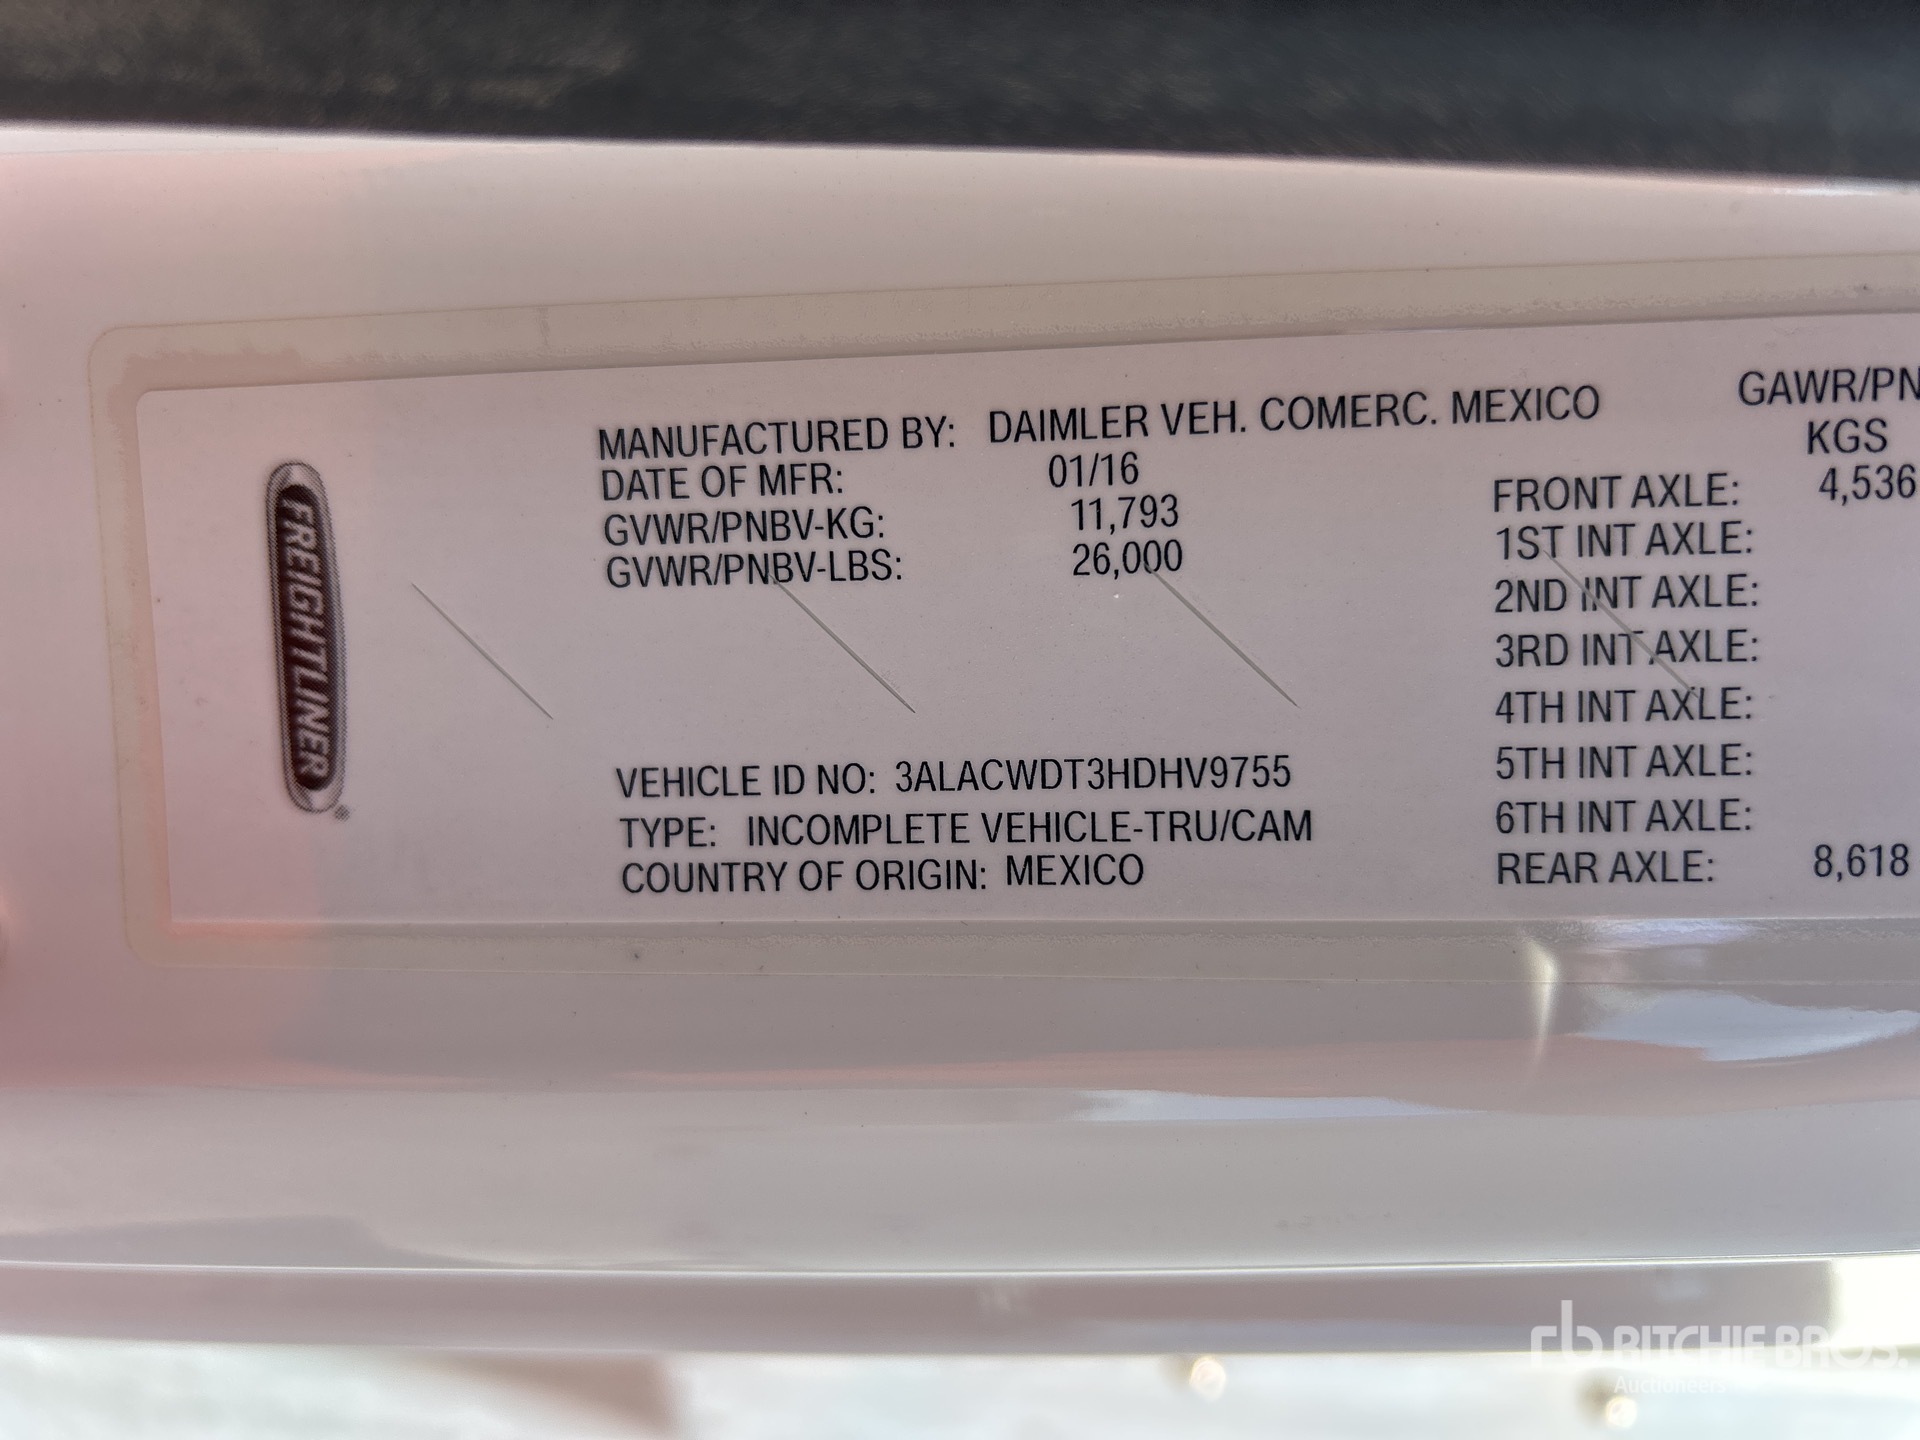 FREIGHTLINER®
MANUFACTURED BY: DAIMLER VEH. COMERC. MEXICO
DATE OF MFR: 01/16
GVWR/PNBV-KG: 11,793
GVWR/PNBV-LBS: 26,000
VEHICLE ID NO: 3ALACWDT3HDHV9755
TYPE: INCOMPLETE VEHICLE-TRU/CAM
COUNTRY OF ORIGIN: MEXICO
GAWR/PN
KGS
FRONT AXLE: 4,536
1ST INT AXLE:
2ND INT AXLE:
3RD INT AXLE:
4TH INT AXLE:
5TH INT AXLE:
6TH INT AXLE:
REAR AXLE: 8,618
rb RITCHIE BROS.
Auctioneers